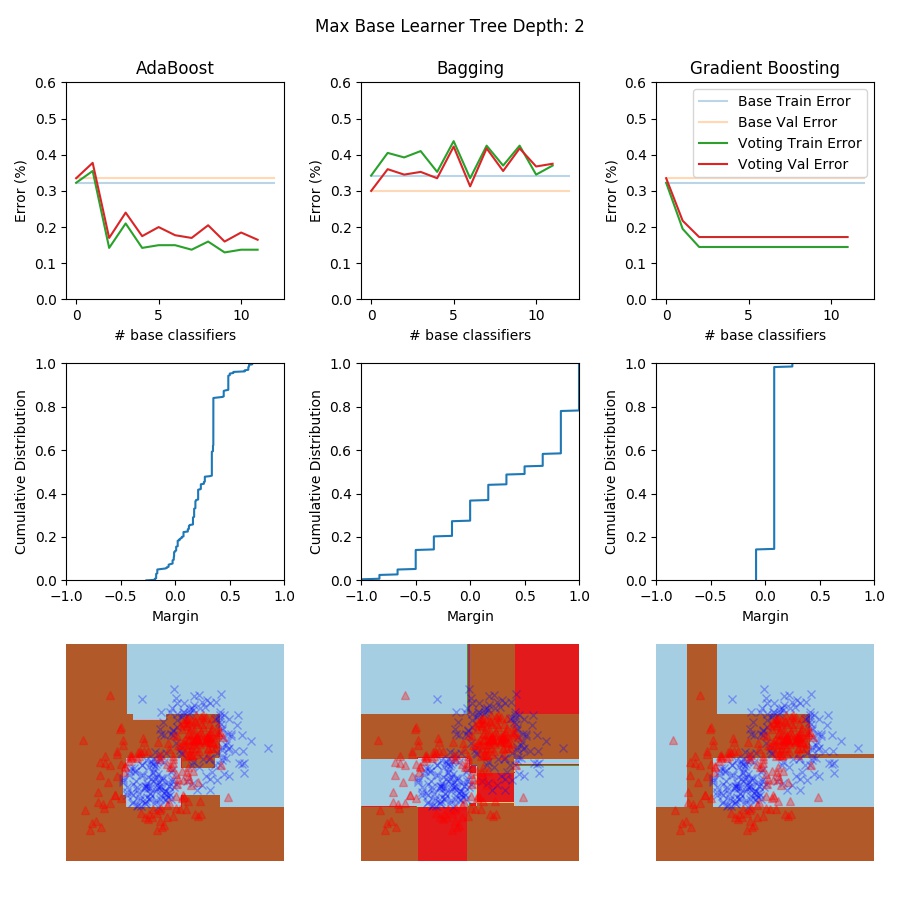 Max Base Learner Tree Depth: 2
AdaBoost
Bagging
Gradient Boosting
0.6
0.5
0.4
0.3
0.2
0.1
0.0
Error (%)
0 5 10
# base classifiers
0.6
0.5
0.4
0.3
0.2
0.1
0.0
Error (%)
0 5 10
# base classifiers
0.6
0.5
0.4
0.3
0.2
0.1
0.0
Error (%)
Base Train Error
Base Val Error
Voting Train Error
Voting Val Error
0 5 10
# base classifiers
1.0
0.8
0.6
0.4
0.2
0.0
Cumulative Distribution
−1.0 −0.5 0.0 0.5 1.0
Margin
1.0
0.8
0.6
0.4
0.2
0.0
Cumulative Distribution
−1.0 −0.5 0.0 0.5 1.0
Margin
1.0
0.8
0.6
0.4
0.2
0.0
Cumulative Distribution
−1.0 −0.5 0.0 0.5 1.0
Margin